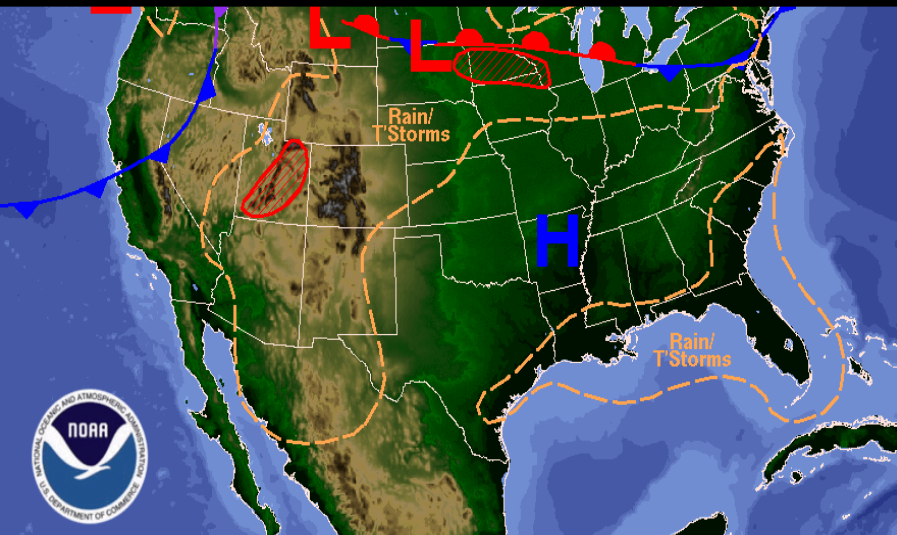 L
L
L
Rain/
T'Storms
H
Rain/
T'Storms
NATIONAL OCEANIC AND ATMOSPHERIC ADMINISTRATION
NOAA
U.S. DEPARTMENT OF COMMERCE